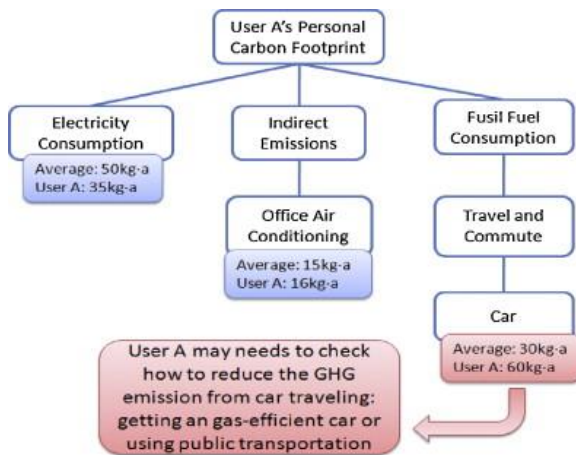 User A's Personal
Carbon Footprint
Electricity
Consumption
Average: 50kg·a
User A: 35kg·a
Indirect
Emissions
Office Air
Conditioning
Average: 15kg·a
User A: 16kg·a
Fusil Fuel
Consumption
Travel and
Commute
Car
Average: 30kg·a
User A: 60kg·a
User A may needs to check
how to reduce the GHG
emission from car traveling:
getting an gas-efficient car or
using public transportation